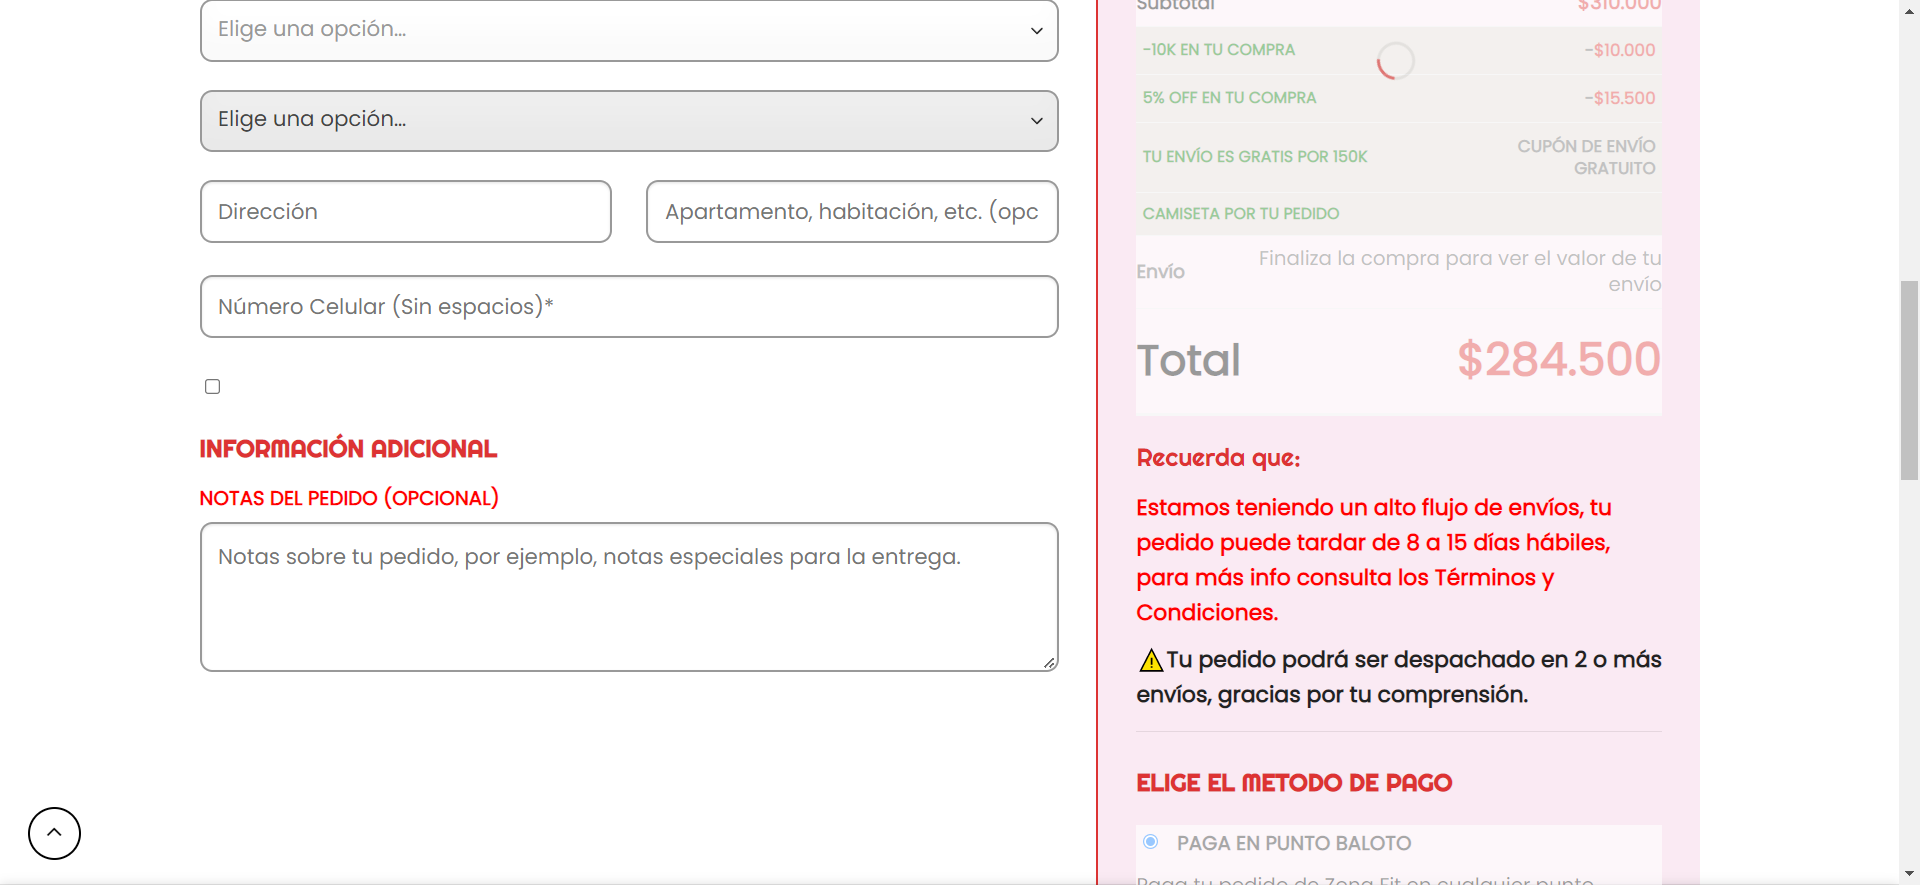 Elige una opción...
Elige una opción...
Dirección
Apartamento, habitación, etc. (opc
Número Celular (Sin espacios)*
INFORMACIÓN ADICIONAL
NOTAS DEL PEDIDO (OPCIONAL)
Notas sobre tu pedido, por ejemplo, notas especiales para la entrega.
Subtotal $310.000
-10K EN TU COMPRA -$10.000
5% OFF EN TU COMPRA -$15.500
TU ENVÍO ES GRATIS POR 150K CUPÓN DE ENVÍO
GRATUITO
CAMISETA POR TU PEDIDO
Envío Finaliza la compra para ver el valor de tu
envío
Total $284.500
Recuerda que:
Estamos teniendo un alto flujo de envíos, tu
pedido puede tardar de 8 a 15 días hábiles,
para más info consulta los Términos y
Condiciones.
⚠️Tu pedido podrá ser despachado en 2 o más
envíos, gracias por tu comprensión.
ELIGE EL METODO DE PAGO
PAGA EN PUNTO BALOTO
Paga tu pedido de Zona Fit en cualquier punto